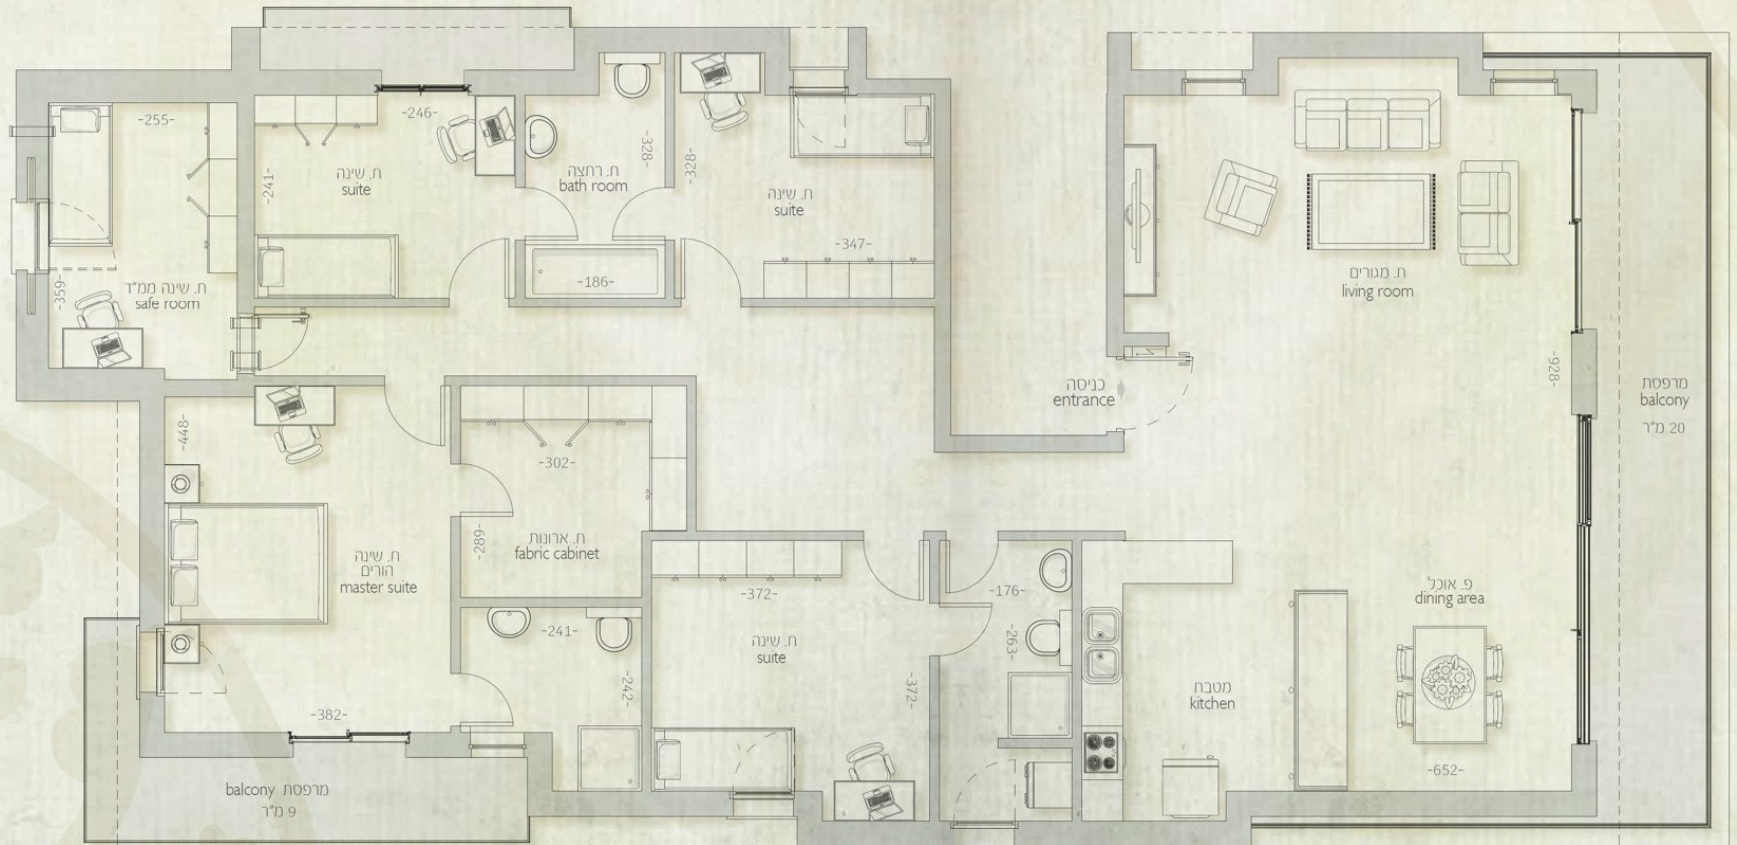 -255-
-359-
ח. שינה ממ"ד
safe room
-246-
-241-
ח. שינה
suite
-328-
ח. רחצה
bath room
-186-
-328-
ח. שינה
suite
-347-
ח. מגורים
living room
כניסה
entrance
-928-
מרפסת
balcony
20 מ"ר
-448-
ח. שינה
הורים
master suite
-382-
-302-
-289-
ח. ארונות
fabric cabinet
-241-
-242-
-372-
ח. שינה
suite
-372-
-176-
-263-
מטבח
kitchen
פ. אוכל
dining area
-652-
balcony מרפסת
9 מ"ר